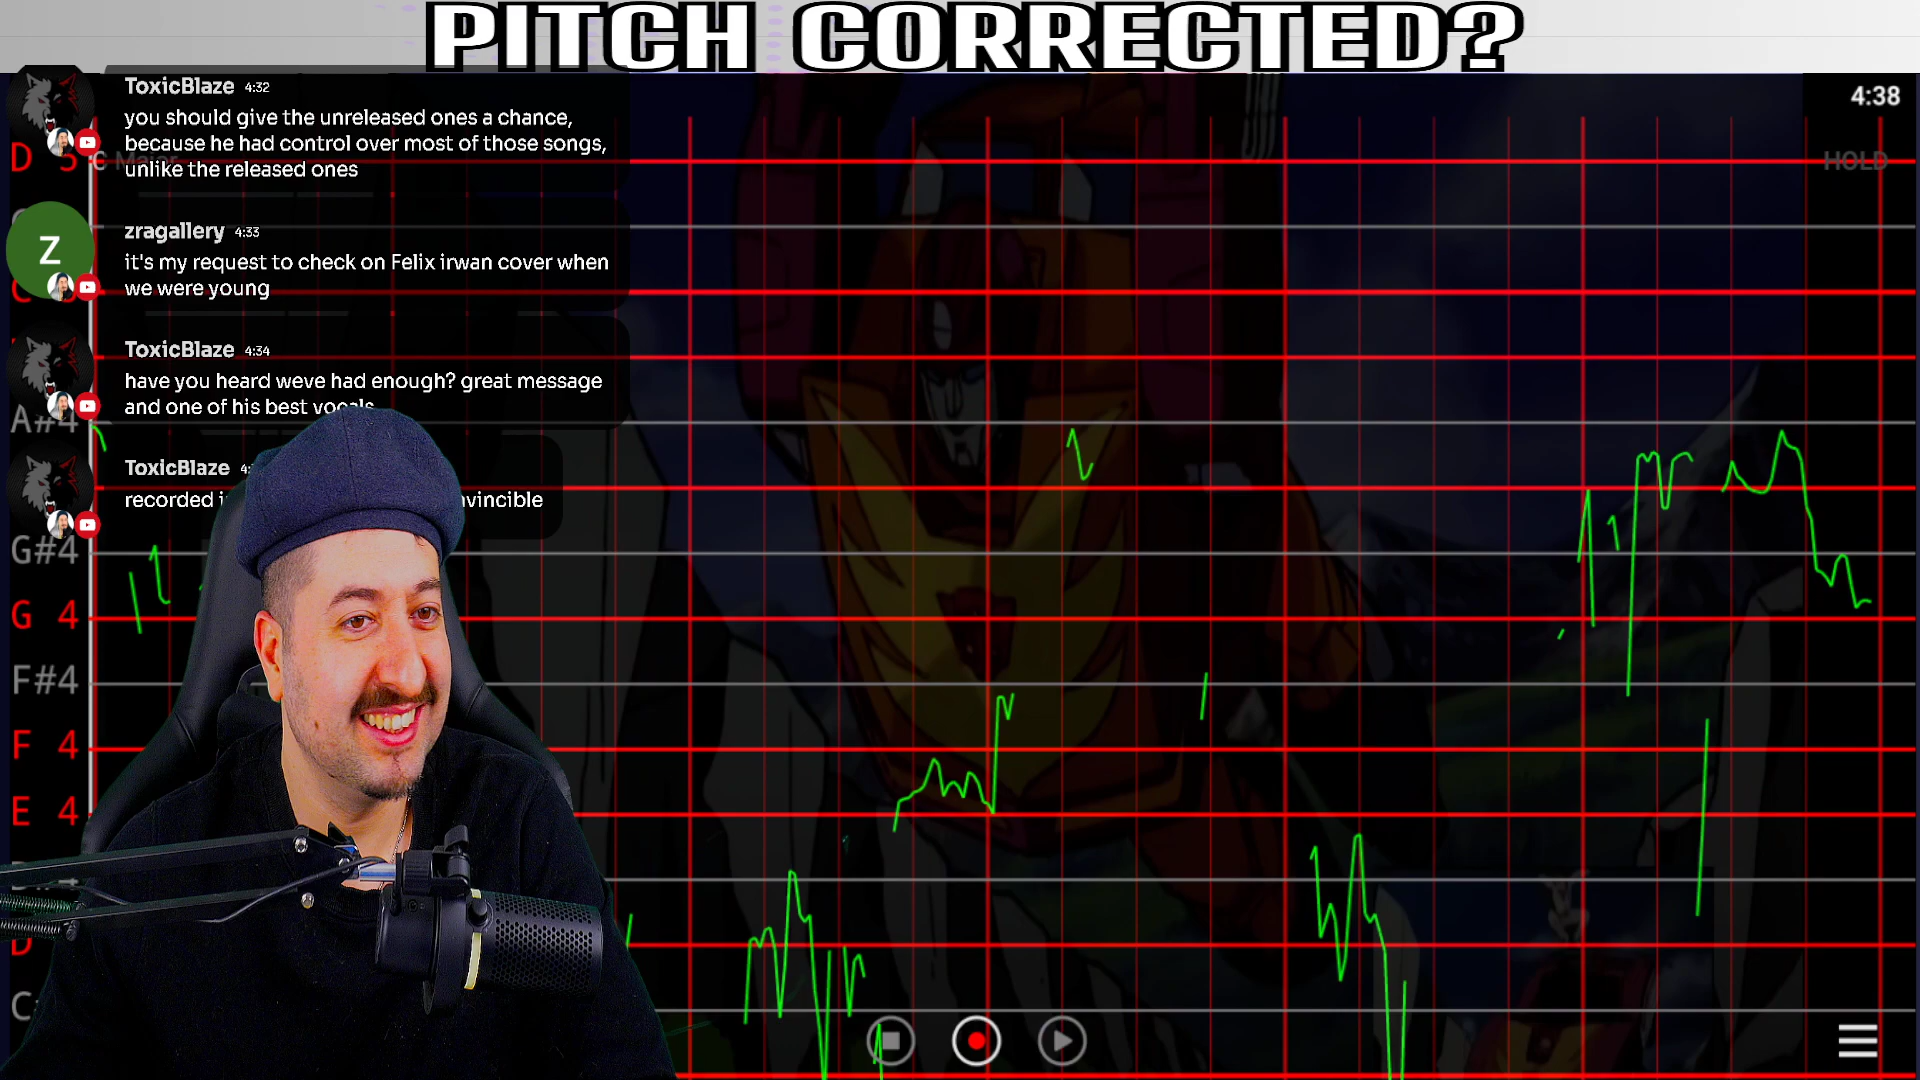 PITCH CORRECTED?
ToxicBlaze 4:32
you should give the unreleased ones a chance,
because he had control over most of those songs,
unlike the released ones
4:38
D 5
HOLD
Z
zragallery 4:33
it's my request to check on Felix irwan cover when
we were young
ToxicBlaze 4:34
have you heard weve had enough? great message
and one of his best vocals
A#4
ToxicBlaze
recorded
G#4
G 4
F#4
F 4
E 4
D
C